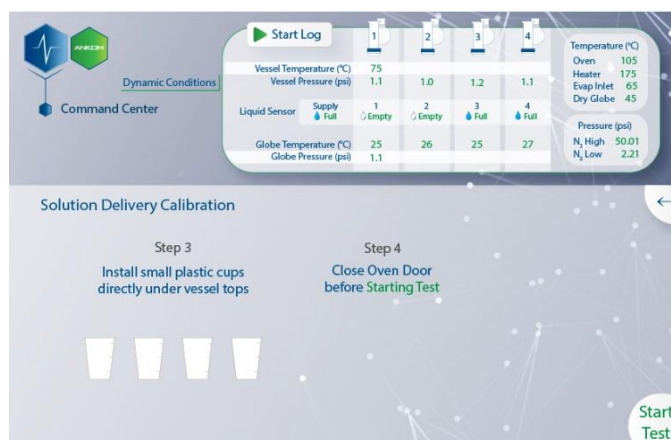 Start Log
1 2 3 4
ANKOM
Dynamic Conditions
Command Center
Vessel Temperature (°C) 75
Vessel Pressure (psi) 1.1 1.0 1.2 1.1
Liquid Sensor
Supply 1 2 3 4
Full Empty Empty Full Full
Globe Temperature (°C) 25 26 25 27
Globe Pressure (psi) 1.1
Temperature (°C)
Oven 105
Heater 175
Evap Inlet 65
Dry Globe 45
Pressure (psi)
N2 High 50.01
N2 Low 2.21
Solution Delivery Calibration
Step 3
Install small plastic cups
directly under vessel tops
Step 4
Close Oven Door
before Starting Test
Start
Test